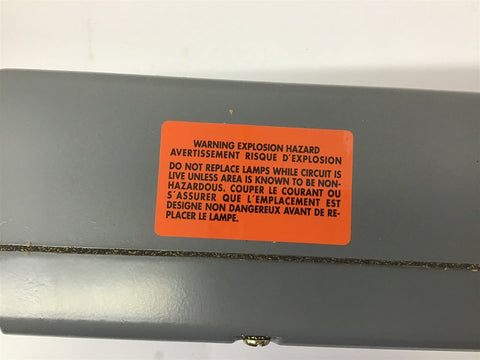 WARNING EXPLOSION HAZARD
AVERTISSEMENT RISQUE D'EXPLOSION
DO NOT REPLACE LAMPS WHILE CIRCUIT IS
LIVE UNLESS AREA IS KNOWN TO BE NON-
HAZARDOUS. COUPER LE COURANT OU
S'ASSURER QUE L'EMPLACEMENT EST
DESIGNE NON DANGEREUX AVANT DE RE-
PLACER LE LAMPE.